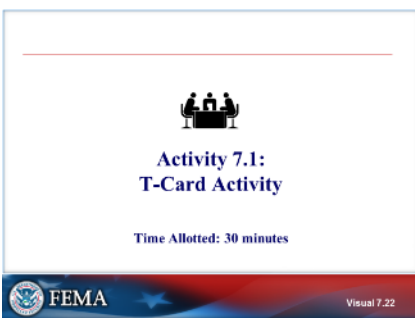 Activity 7.1:
T-Card Activity
Time Allotted: 30 minutes
FEMA
Visual 7.22